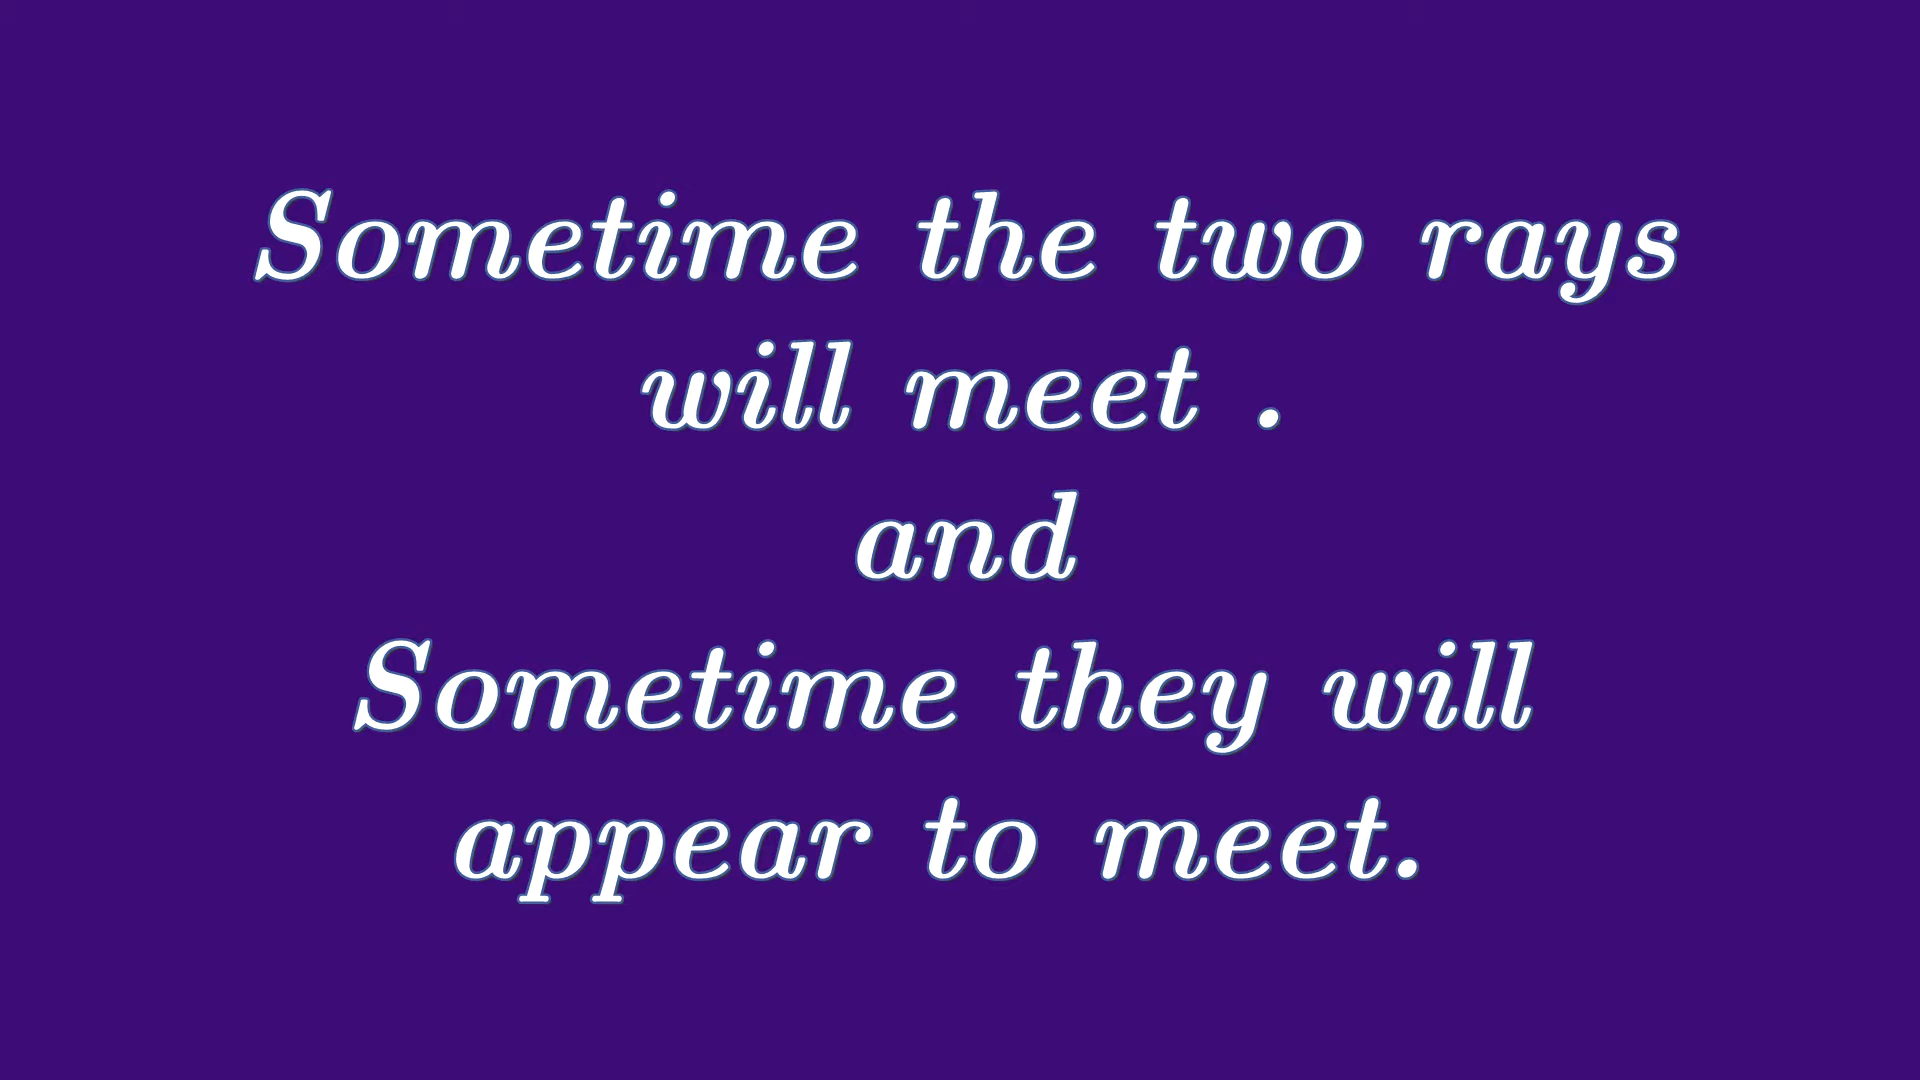 Sometime the two rays
will meet .
and
Sometime they will
appear to meet.